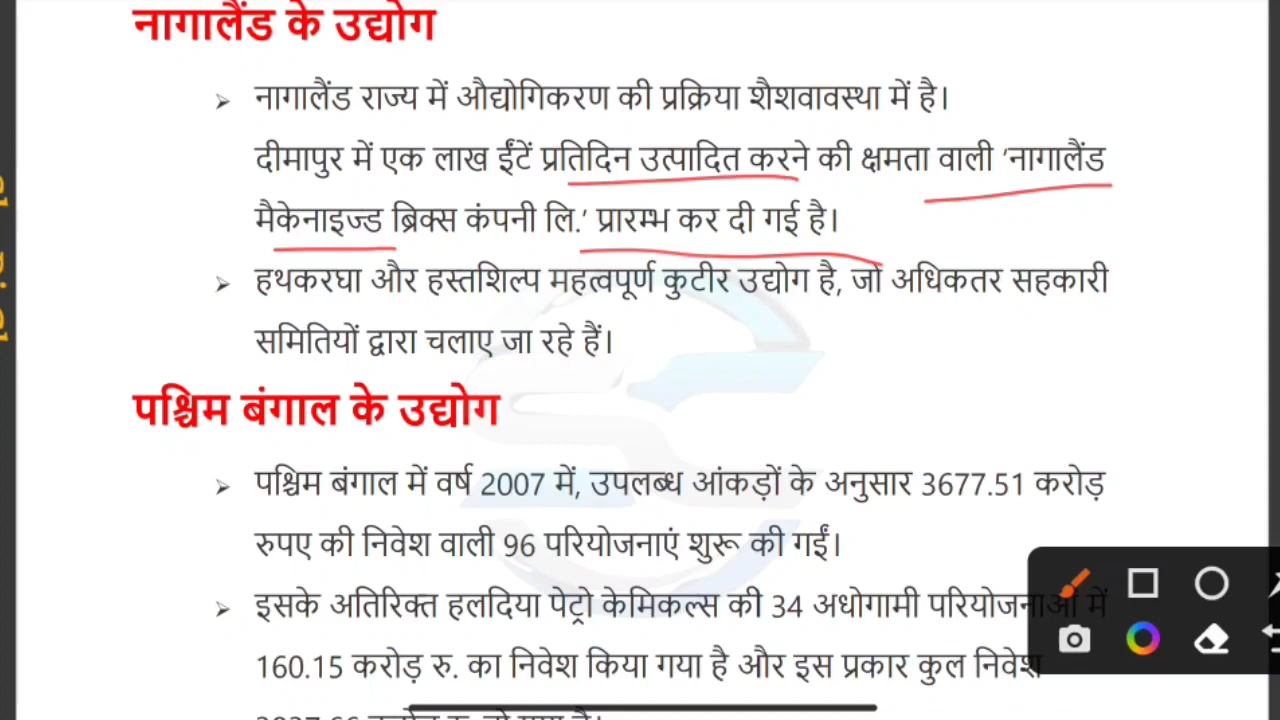 नागालैंड के उद्योग
➢ नागालैंड राज्य में औद्योगिकरण की प्रक्रिया शैशवावस्था में है।
दीमापुर में एक लाख ईंटें प्रतिदिन उत्पादित करने की क्षमता वाली ‘नागालैंड
मैकेनाइज्ड ब्रिक्स कंपनी लि.’ प्रारम्भ कर दी गई है।
➢ हथकरघा और हस्तशिल्प महत्वपूर्ण कुटीर उद्योग है, जो अधिकतर सहकारी
समितियों द्वारा चलाए जा रहे हैं।
पश्चिम बंगाल के उद्योग
➢ पश्चिम बंगाल में वर्ष 2007 में, उपलब्ध आंकड़ों के अनुसार 3677.51 करोड़
रुपए की निवेश वाली 96 परियोजनाएं शुरू की गईं।
➢ इसके अतिरिक्त हलदिया पेट्रो केमिकल्स की 34 अधोगामी परियोजनाओं में
160.15 करोड़ रु. का निवेश किया गया है और इस प्रकार कुल निवेश